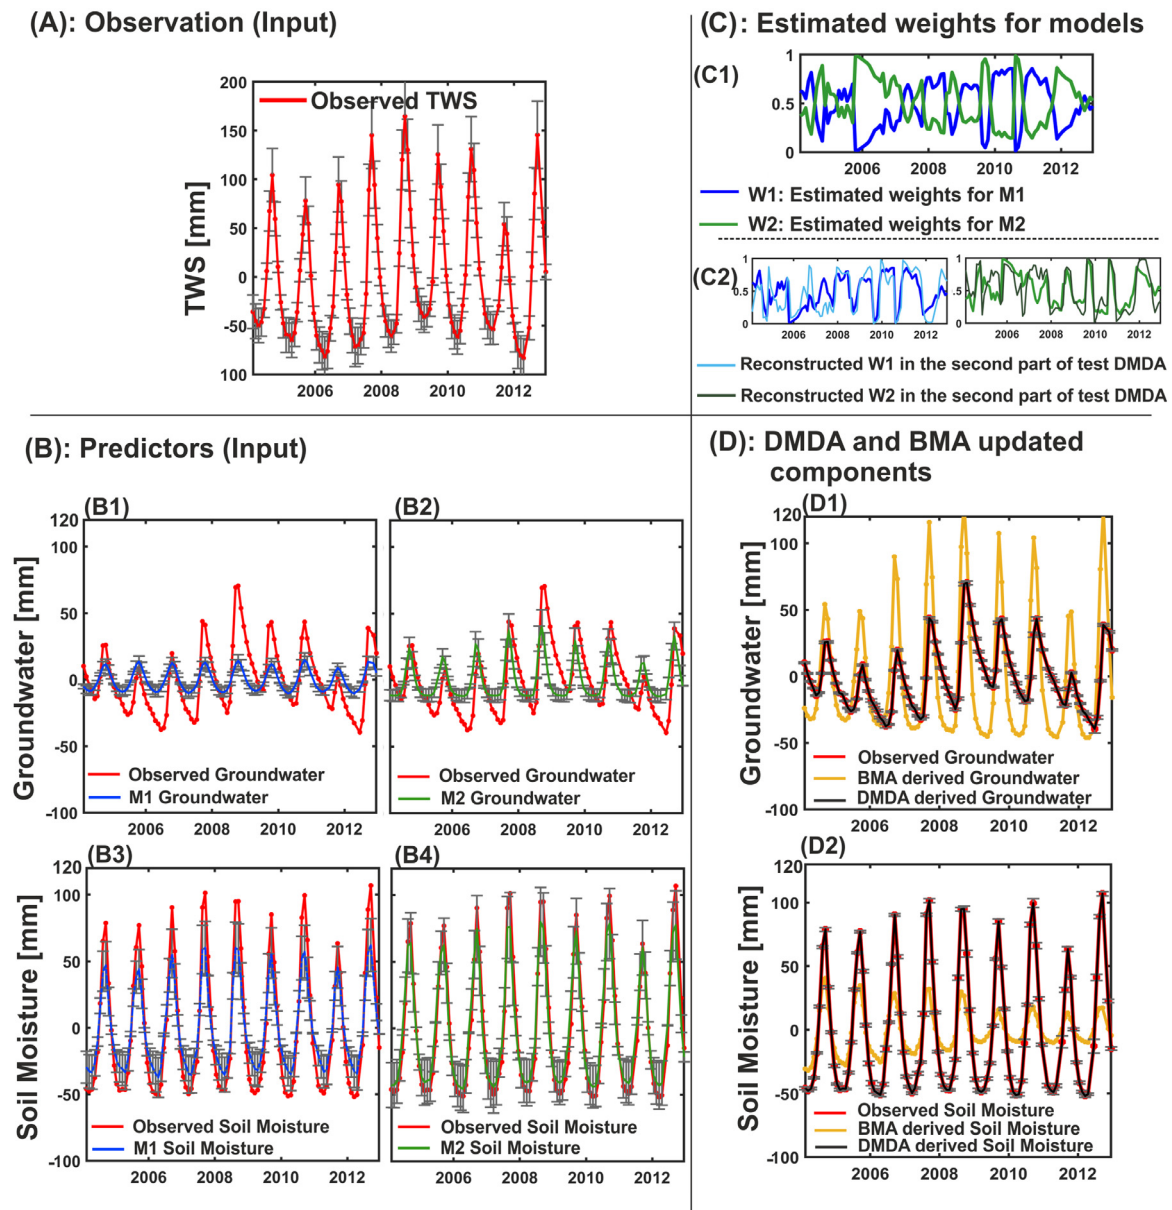 (A): Observation (Input)
200
150
100
50
0
-50
100
TWS [mm]
Observed TWS
2006
2008
2010
2012
(C): Estimated weights for models
(C1)
1
0.5
1
2006
2008
2010
2012
W1: Estimated weights for M1
W2: Estimated weights for M2
(C2)
1
0.5
0
2006
2008
2010
2012
1
0.5
0
2006
2008
2010
2012
Reconstructed W1 in the second part of test DMDA
Reconstructed W2 in the second part of test DMDA
(B): Predictors (Input)
(B1)
120
100
50
0
-50
-100
Groundwater [mm]
Observed Groundwater
M1 Groundwater
2006
2008
2010
2012
(B2)
Observed Groundwater
M2 Groundwater
2006
2008
2010
2012
(B3)
120
100
50
0
-50
-100
Soil Moisture [mm]
Observed Soil Moisture
M1 Soil Moisture
2006
2008
2010
2012
(B4)
Observed Soil Moisture
M2 Soil Moisture
2006
2008
2010
2012
(D): DMDA and BMA updated
components
(D1)
120
100
50
0
-50
-100
Groundwater [mm]
Observed Groundwater
BMA derived Groundwater
DMDA derived Groundwater
2006
2008
2010
2012
(D2)
120
100
50
0
-50
-100
Soil Moisture [mm]
Observed Soil Moisture
BMA derived Soil Moisture
DMDA derived Soil Moisture
2006
2008
2010
2012